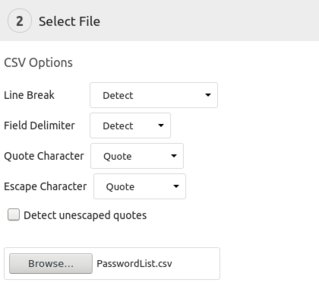 2 Select File
CSV Options
Line Break Detect
Field Delimiter Detect
Quote Character Quote
Escape Character Quote
Detect unescaped quotes
Browse... PasswordList.csv